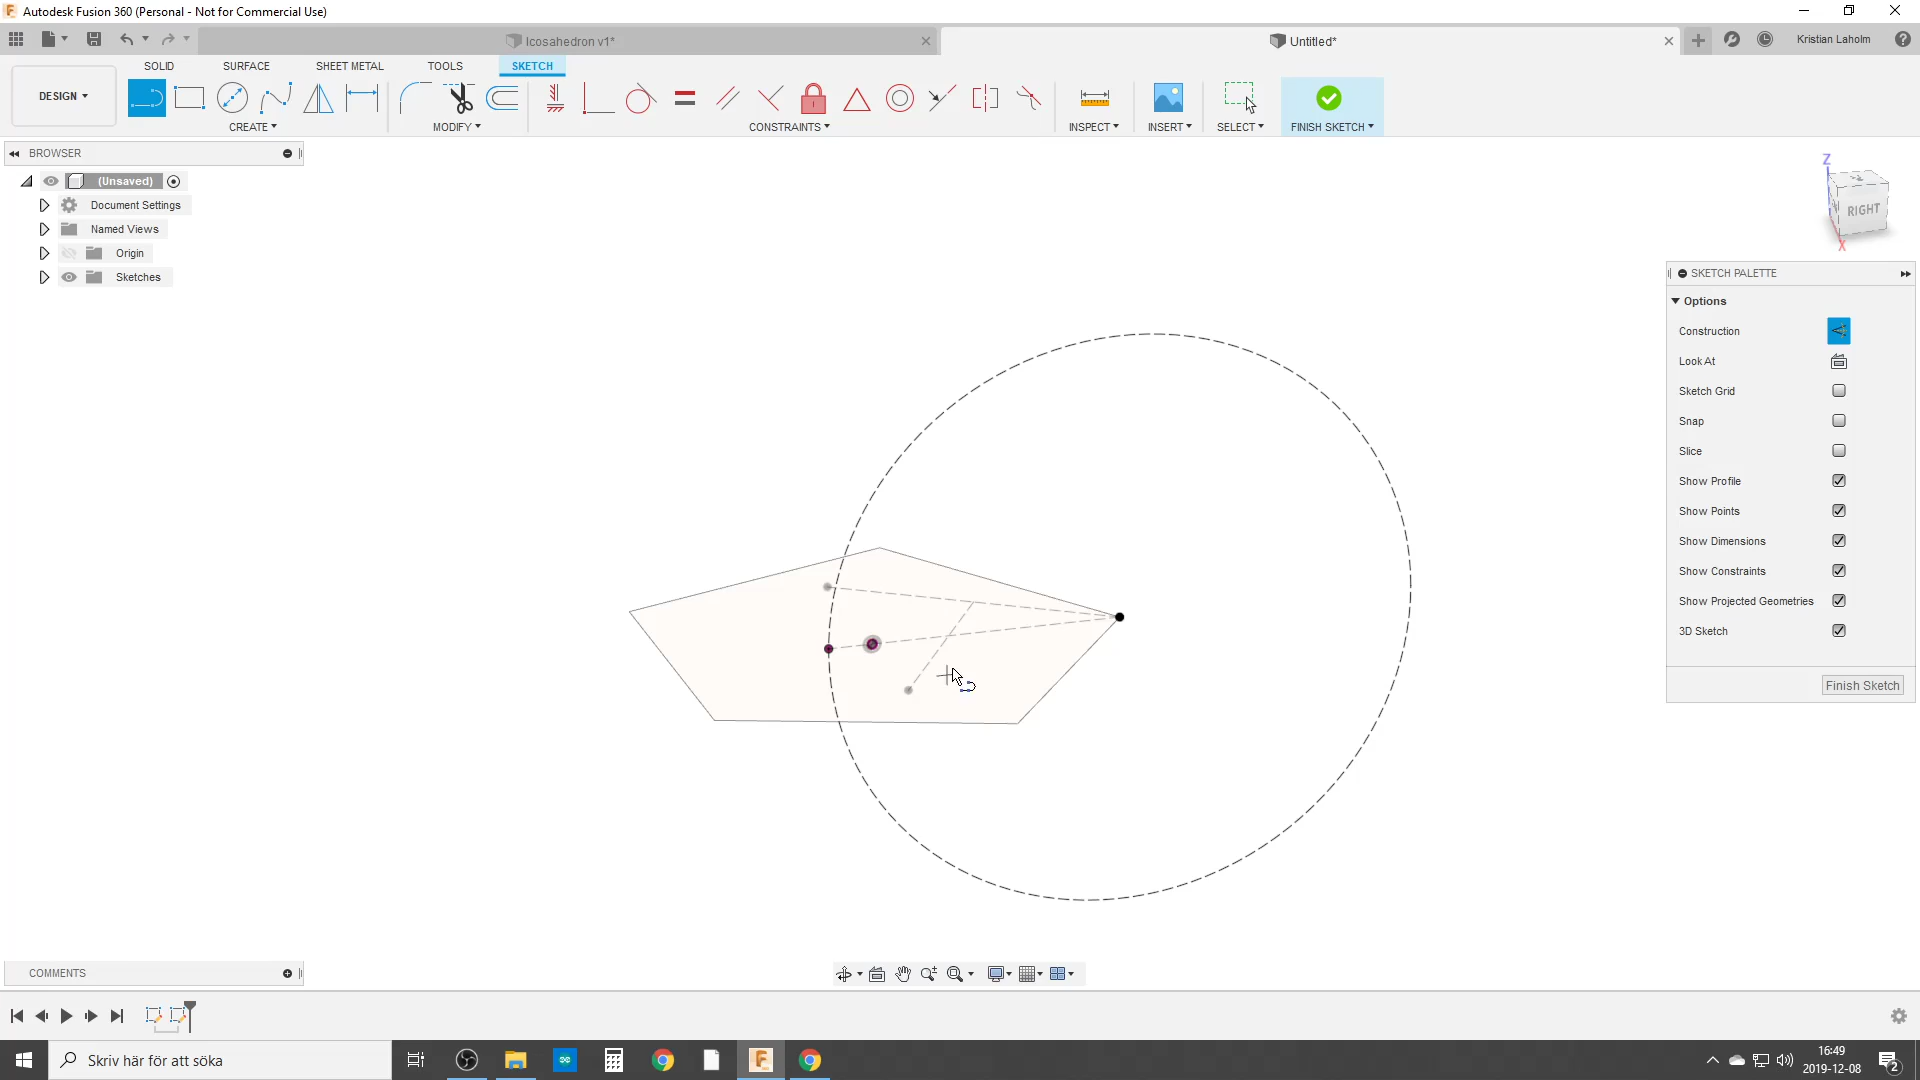 Autodesk Fusion 360 (Personal - Not for Commercial Use)
Icosahedron v1*
Untitled*
Kristian Laholm
DESIGN
SOLID
SURFACE
SHEET METAL
TOOLS
SKETCH
CREATE
MODIFY
CONSTRAINTS
INSPECT
INSERT
SELECT
FINISH SKETCH
BROWSER
(Unsaved)
Document Settings
Named Views
Origin
Sketches
Z
RIGHT
X
SKETCH PALETTE
Options
Construction
Look At
Sketch Grid
Snap
Slice
Show Profile
Show Points
Show Dimensions
Show Constraints
Show Projected Geometries
3D Sketch
Finish Sketch
COMMENTS
Skriv här för att söka
16:49
2019-12-08
2